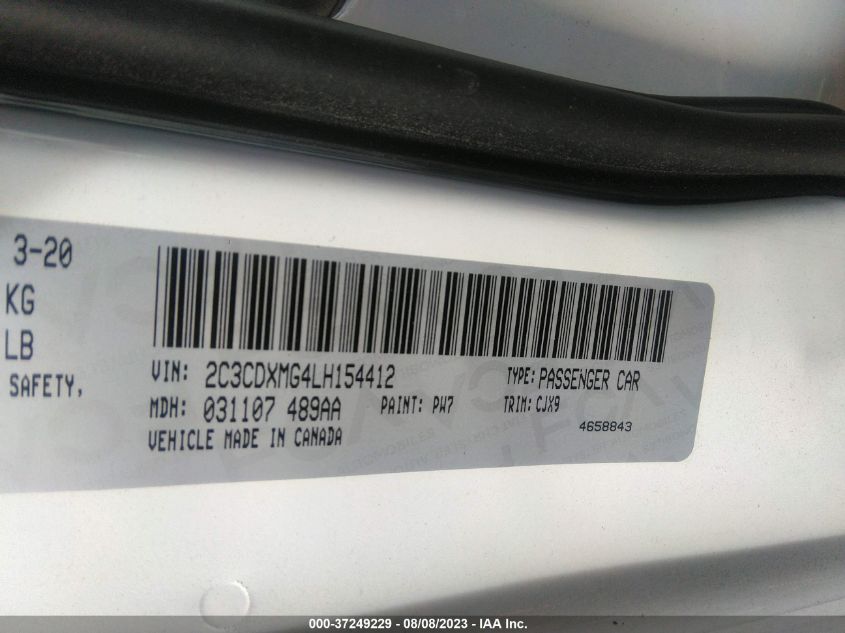 3-20
KG
LB
SAFETY,
VIN: 2C3CDXMG4LH154412 TYPE: PASSENGER CAR
MDH: 031107 489AA PAINT: PW7 TRIM: CJX9
VEHICLE MADE IN CANADA 4658843
000-37249229 - 08/08/2023 - IAA Inc.